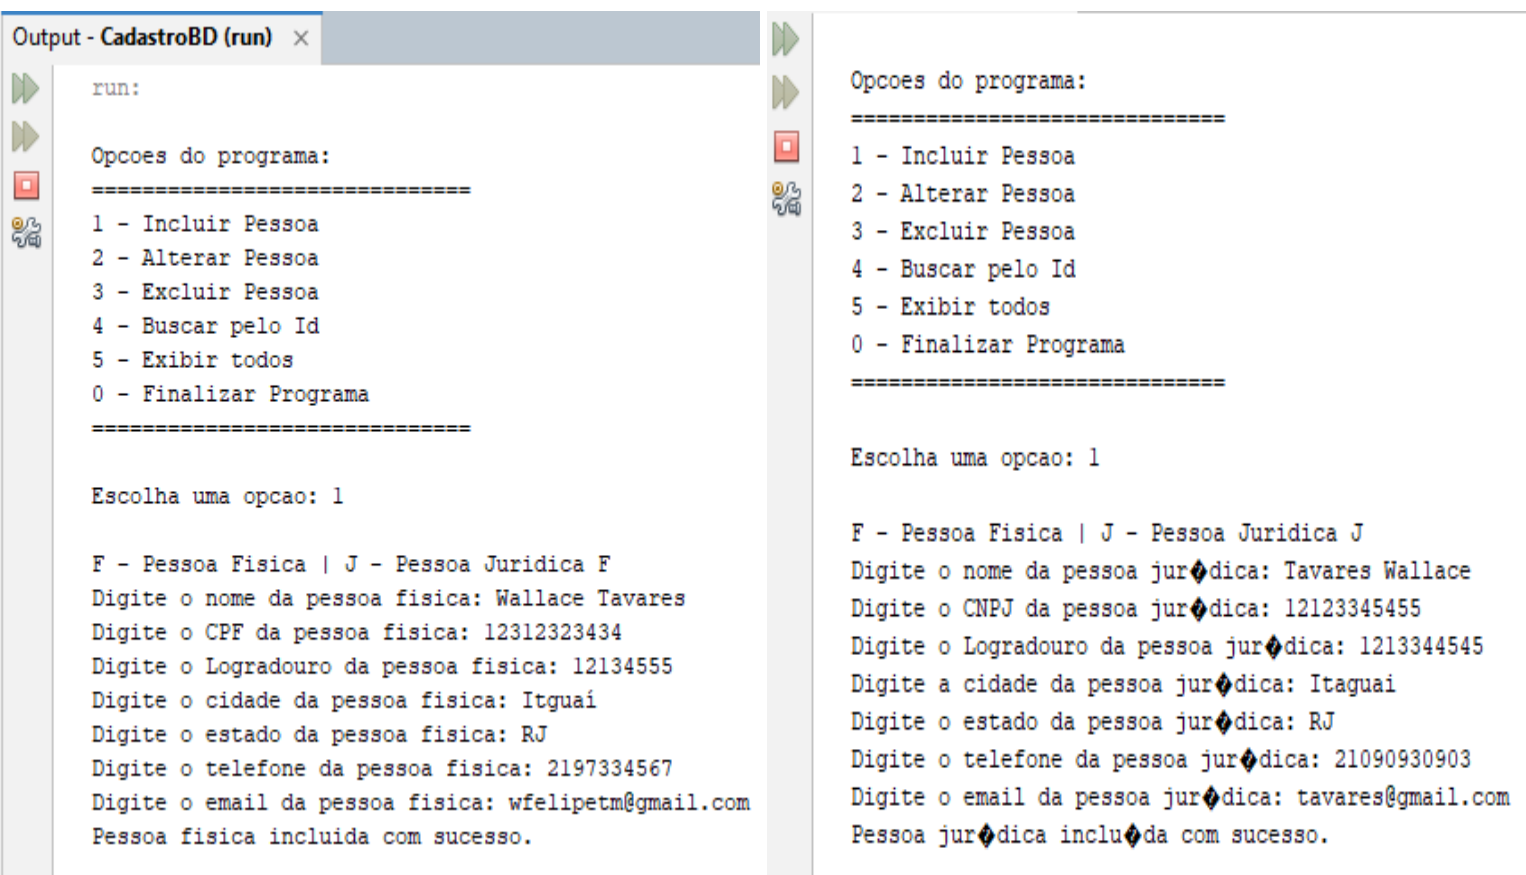 Output - CadastroBD (run) ×
run:
Opcoes do programa:
==============================
1 - Incluir Pessoa
2 - Alterar Pessoa
3 - Excluir Pessoa
4 - Buscar pelo Id
5 - Exibir todos
0 - Finalizar Programa
==============================
Escolha uma opcao: 1
F - Pessoa Fisica | J - Pessoa Juridica F
Digite o nome da pessoa fisica: Wallace Tavares
Digite o CPF da pessoa fisica: 12312323434
Digite o Logradouro da pessoa fisica: 12134555
Digite o cidade da pessoa fisica: Itguaí
Digite o estado da pessoa fisica: RJ
Digite o telefone da pessoa fisica: 2197334567
Digite o email da pessoa fisica: wfelipetm@gmail.com
Pessoa fisica incluida com sucesso.
Opcoes do programa:
==============================
1 - Incluir Pessoa
2 - Alterar Pessoa
3 - Excluir Pessoa
4 - Buscar pelo Id
5 - Exibir todos
0 - Finalizar Programa
==============================
Escolha uma opcao: 1
F - Pessoa Fisica | J - Pessoa Juridica J
Digite o nome da pessoa jur�dica: Tavares Wallace
Digite o CNPJ da pessoa jur�dica: 12123345455
Digite o Logradouro da pessoa jur�dica: 1213344545
Digite a cidade da pessoa jur�dica: Itaguai
Digite o estado da pessoa jur�dica: RJ
Digite o telefone da pessoa jur�dica: 21090930903
Digite o email da pessoa jur�dica: tavares@gmail.com
Pessoa jur�dica inclu�da com sucesso.